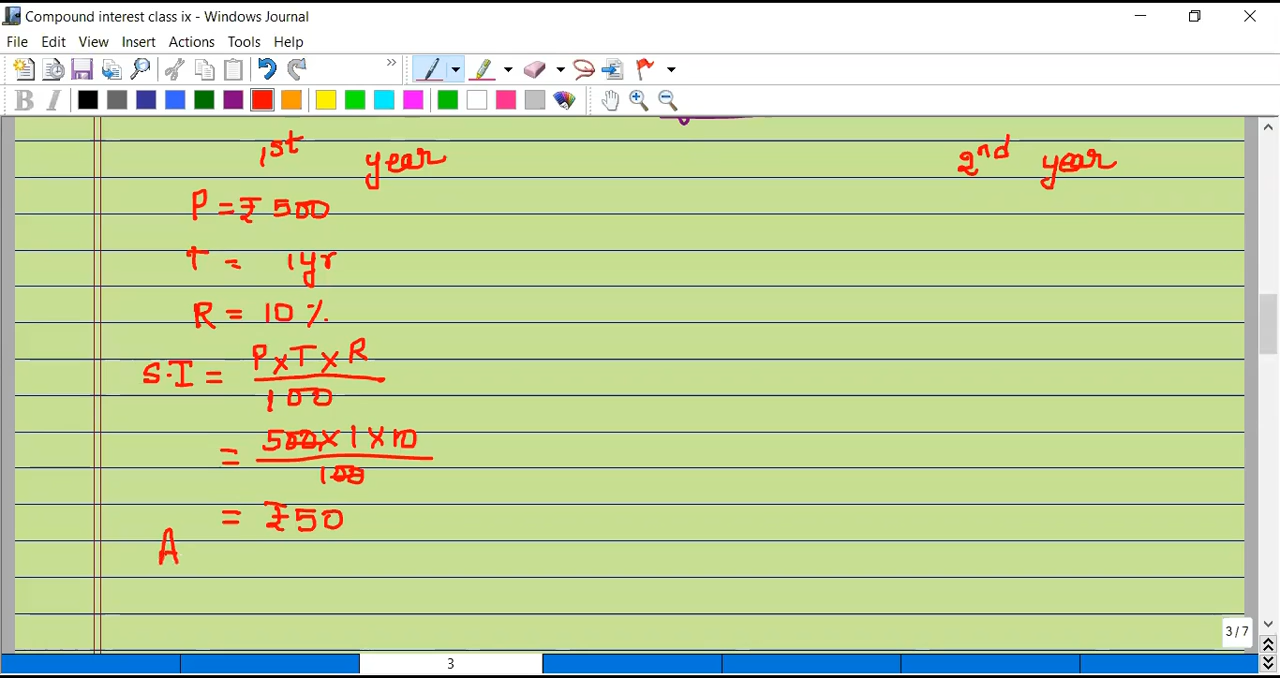 Compound interest class ix - Windows Journal
File Edit View Insert Actions Tools Help
B I
1st year
2nd year
P = ₹ 500
T = 1yr
R = 10 %
S.I = P x T x R
100
= 500 x 1 x 10
100
= ₹50
A
3 / 7
3